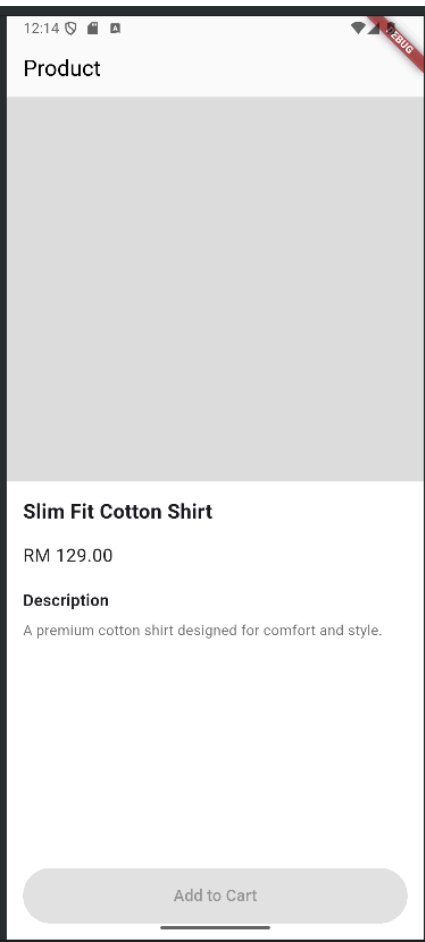 12:14
DEBUG
Product
Slim Fit Cotton Shirt
RM 129.00
Description
A premium cotton shirt designed for comfort and style.
Add to Cart